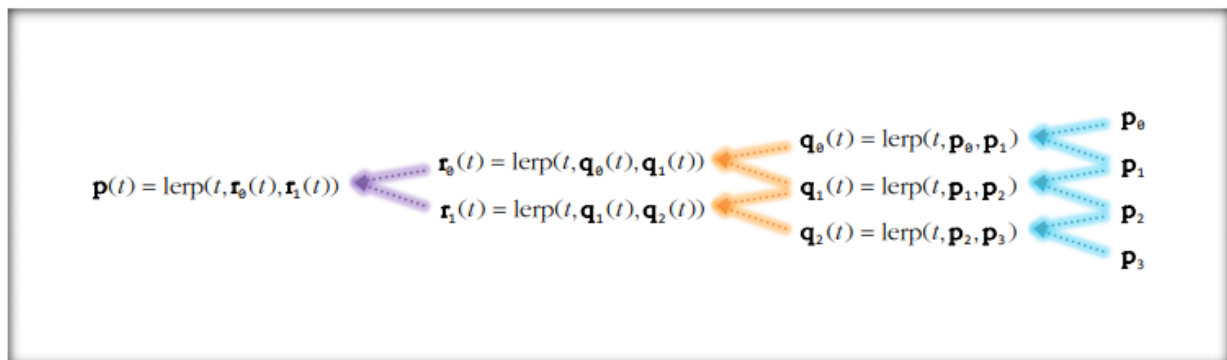 p(t) = lerp(t, r₀(t), r₁(t))
r₀(t) = lerp(t, q₀(t), q₁(t))
r₁(t) = lerp(t, q₁(t), q₂(t))
q₀(t) = lerp(t, p₀, p₁)
q₁(t) = lerp(t, p₁, p₂)
q₂(t) = lerp(t, p₂, p₃)
p₀
p₁
p₂
p₃